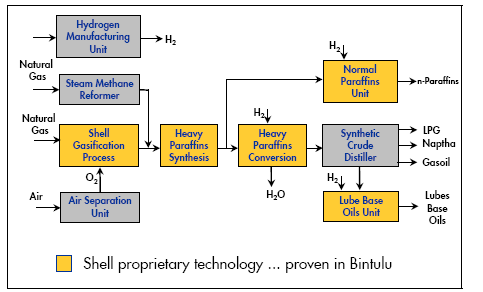 Hydrogen
Manufacturing
Unit
H2
Natural
Gas
Steam Methane
Reformer
H2
Normal
Paraffins
Unit
n-Paraffins
Natural
Gas
Shell
Gasification
Process
Heavy
Paraffins
Synthesis
H2
Heavy
Paraffins
Conversion
Synthetic
Crude
Distiller
LPG
Naptha
Gasoil
O2
H2O
H2
Air
Air Separation
Unit
Lube Base
Oils Unit
Lubes
Base
Oils
Shell proprietary technology ... proven in Bintulu